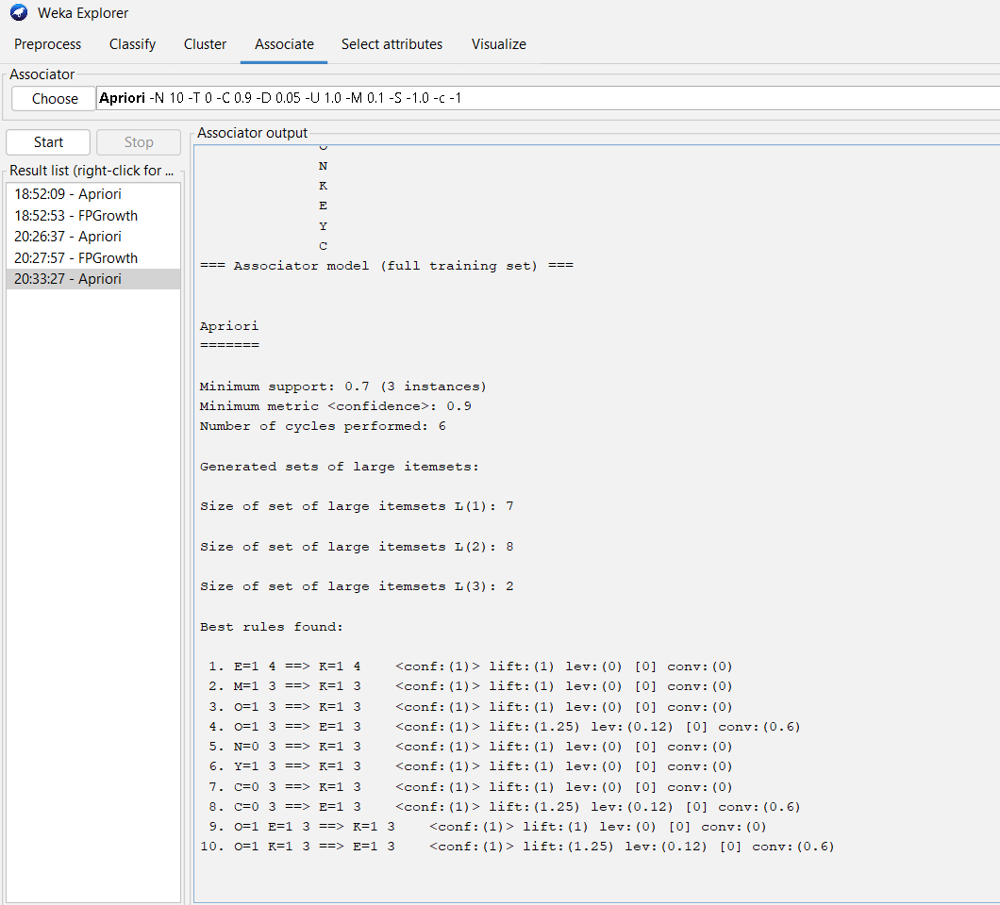 Weka Explorer
Preprocess Classify Cluster Associate Select attributes Visualize
Associator
Choose Apriori -N 10 -T 0 -C 0.9 -D 0.05 -U 1.0 -M 0.1 -S -1.0 -c -1
Start Stop
Result list (right-click for ...
18:52:09 - Apriori
18:52:53 - FPGrowth
20:26:37 - Apriori
20:27:57 - FPGrowth
20:33:27 - Apriori
Associator output
N
K
E
Y
C
=== Associator model (full training set) ===
Apriori
=======
Minimum support: 0.7 (3 instances)
Minimum metric <confidence>: 0.9
Number of cycles performed: 6
Generated sets of large itemsets:
Size of set of large itemsets L(1): 7
Size of set of large itemsets L(2): 8
Size of set of large itemsets L(3): 2
Best rules found:
1. E=1 4 ==> K=1 4 <conf:(1)> lift:(1) lev:(0) [0] conv:(0)
2. M=1 3 ==> K=1 3 <conf:(1)> lift:(1) lev:(0) [0] conv:(0)
3. O=1 3 ==> K=1 3 <conf:(1)> lift:(1) lev:(0) [0] conv:(0)
4. O=1 3 ==> E=1 3 <conf:(1)> lift:(1.25) lev:(0.12) [0] conv:(0.6)
5. N=0 3 ==> K=1 3 <conf:(1)> lift:(1) lev:(0) [0] conv:(0)
6. Y=1 3 ==> K=1 3 <conf:(1)> lift:(1) lev:(0) [0] conv:(0)
7. C=0 3 ==> K=1 3 <conf:(1)> lift:(1) lev:(0) [0] conv:(0)
8. C=0 3 ==> E=1 3 <conf:(1)> lift:(1.25) lev:(0.12) [0] conv:(0.6)
9. O=1 E=1 3 ==> K=1 3 <conf:(1)> lift:(1) lev:(0) [0] conv:(0)
10. O=1 K=1 3 ==> E=1 3 <conf:(1)> lift:(1.25) lev:(0.12) [0] conv:(0.6)